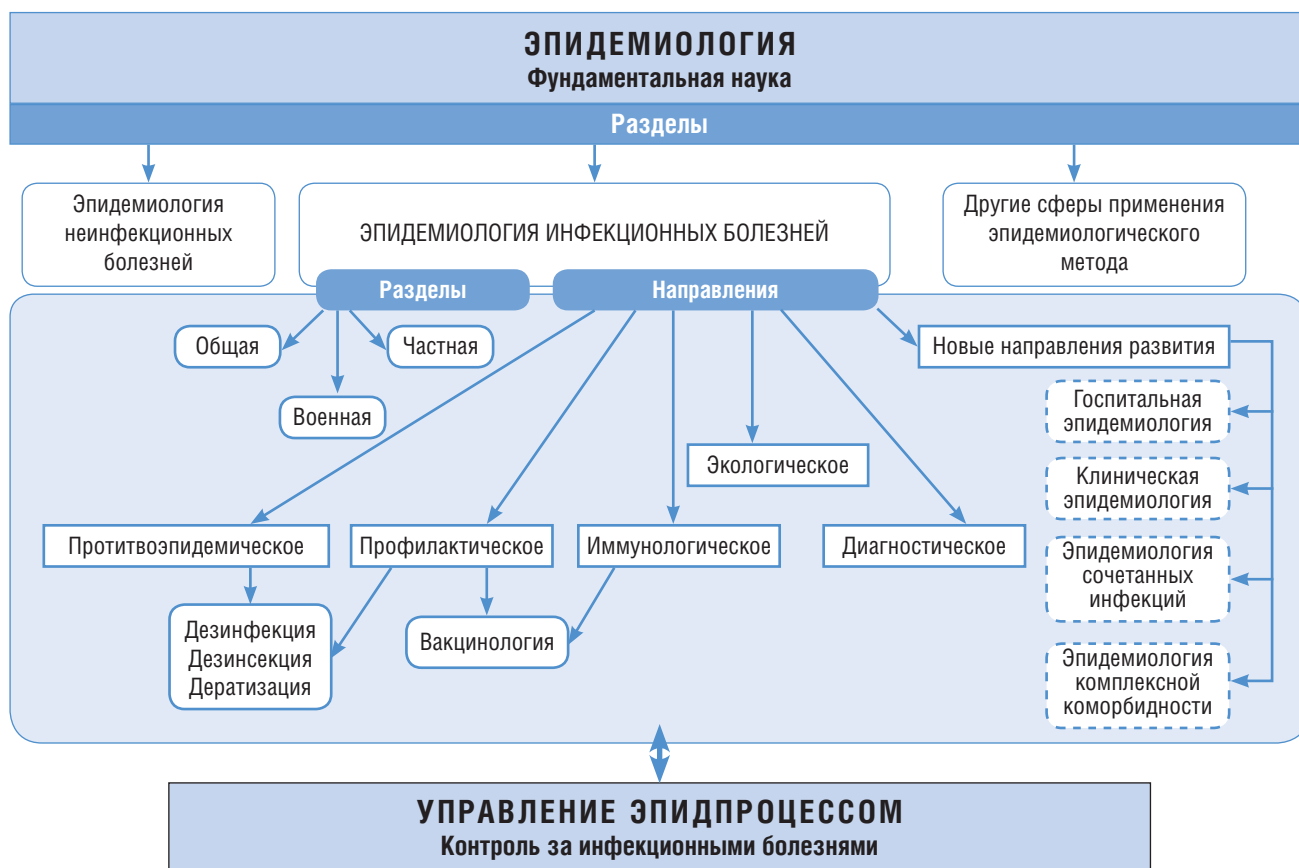 ЭПИДЕМИОЛОГИЯ
Фундаментальная наука
Разделы
Эпидемиология
неинфекционных
болезней
ЭПИДЕМИОЛОГИЯ ИНФЕКЦИОННЫХ БОЛЕЗНЕЙ
Другие сферы применения
эпидемиологического
метода
Разделы
Направления
Общая
Частная
Военная
Новые направления развития
Госпитальная
эпидемиология
Экологическое
Клиническая
эпидемиология
Протитвоэпидемическое
Профилактическое
Иммунологическое
Диагностическое
Эпидемиология
сочетанных
инфекций
Дезинфекция
Дезинсекция
Дератизация
Вакцинология
Эпидемиология
комплексной
коморбидности
УПРАВЛЕНИЕ ЭПИДПРОЦЕССОМ
Контроль за инфекционными болезнями